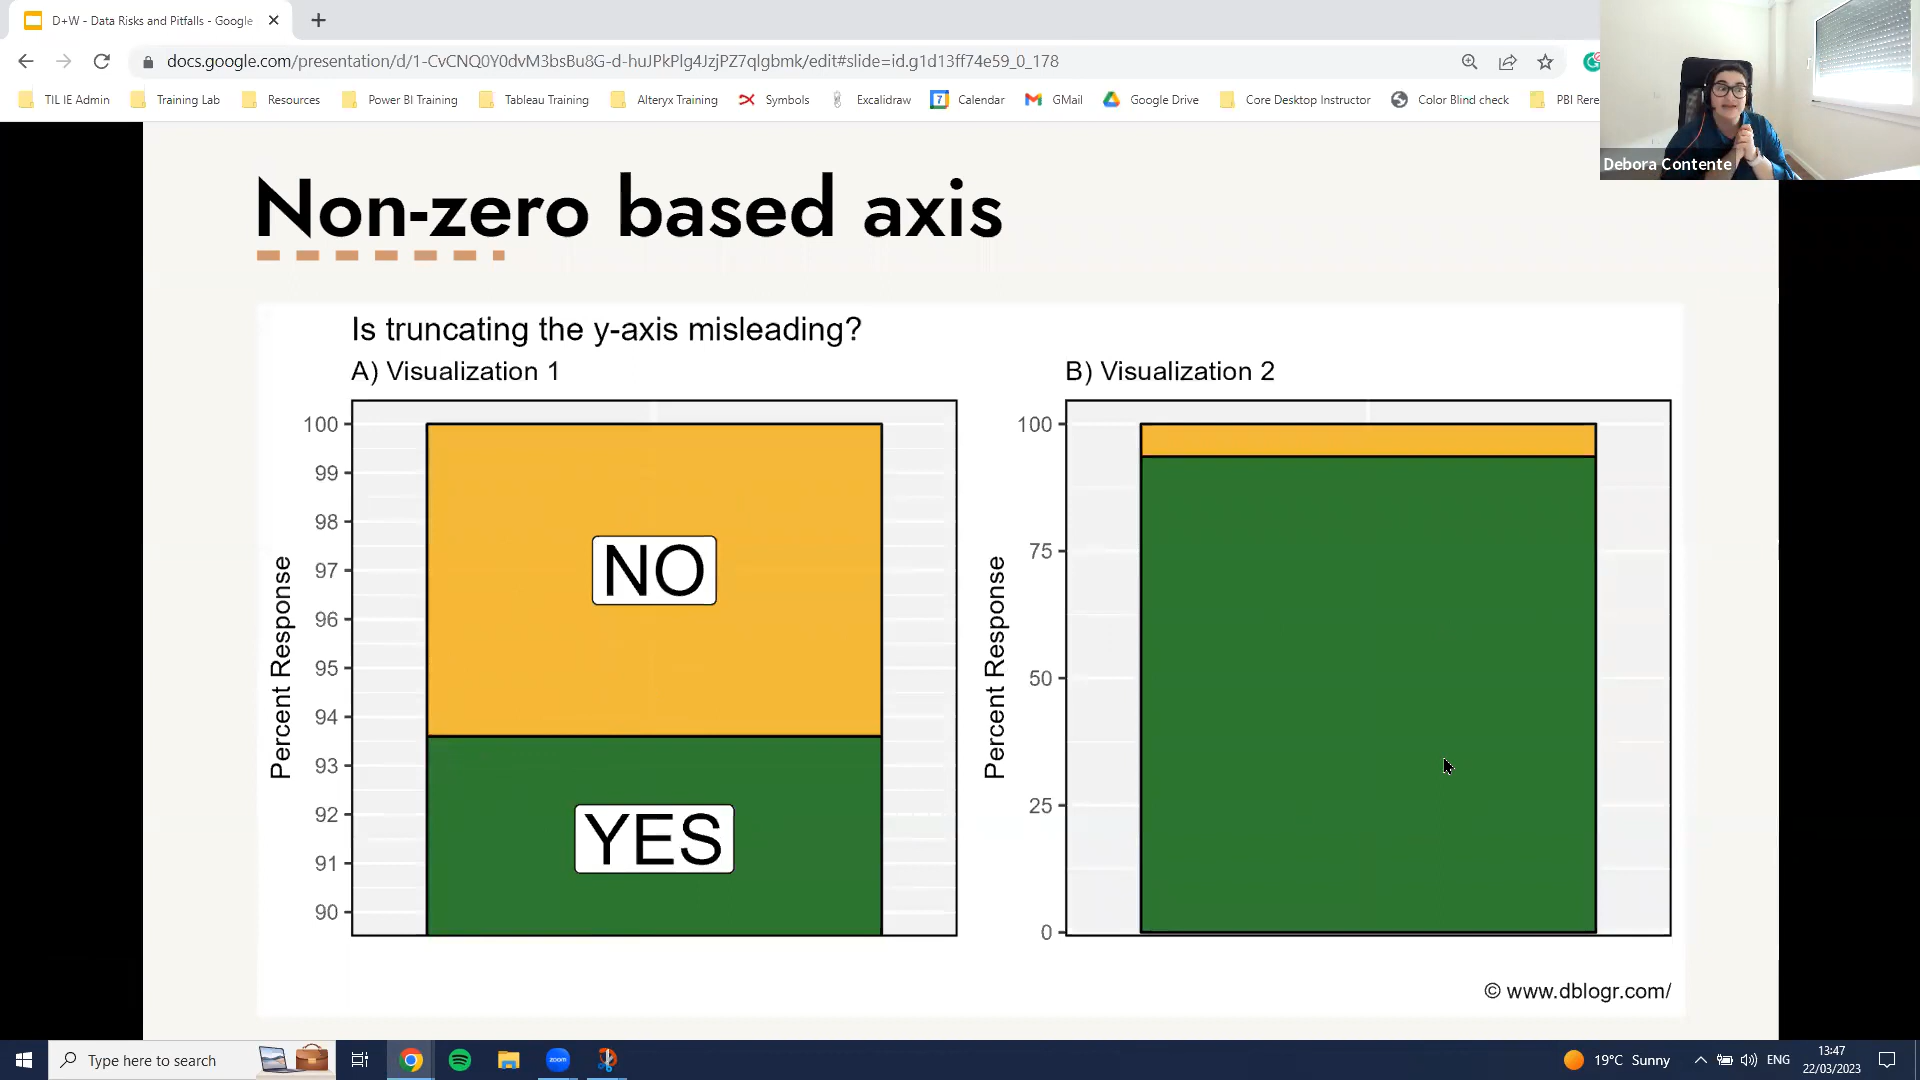 D+W - Data Risks and Pitfalls - Google
docs.google.com/presentation/d/1-CvCNQ0Y0dvM3bsBu8G-d-huJPkPlg4JzjPZ7qlgbmk/edit#slide=id.g1d13ff74e59_0_178
TIL IE Admin Training Lab Resources Power BI Training Tableau Training Alteryx Training Symbols Excalidraw 7 Calendar GMail Google Drive Core Desktop Instructor Color Blind check PBI Rere
Debora Contente
Non-zero based axis
Is truncating the y-axis misleading?
A) Visualization 1
Percent Response
100
99
98
97
96
95
94
93
92
91
90
NO
YES
B) Visualization 2
Percent Response
100
75
50
25
0
© www.dblogr.com/
Type here to search
zoom
19°C Sunny
ENG
13:47
22/03/2023